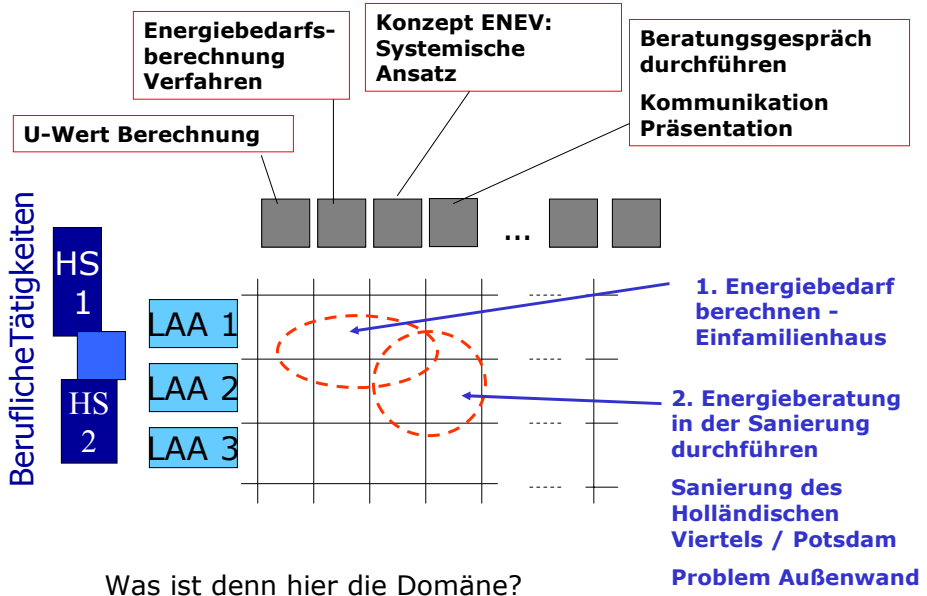 Energiebedarfs-
berechnung
Verfahren
Konzept ENEV:
Systemische
Ansatz
Beratungsgespräch
durchführen
Kommunikation
Präsentation
U-Wert Berechnung
...
BeruflicheTätigkeiten
HS
1
HS
2
LAA 1
LAA 2
LAA 3
1. Energiebedarf
berechnen -
Einfamilienhaus
2. Energieberatung
in der Sanierung
durchführen
Sanierung des
Holländischen
Viertels / Potsdam
Problem Außenwand
Was ist denn hier die Domäne?